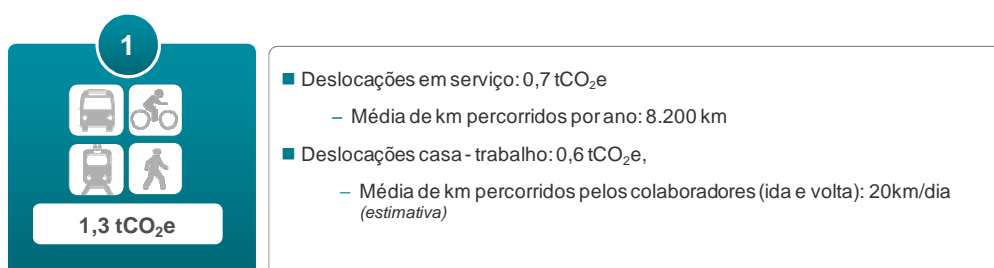 1
1,3 tCO₂e
■ Deslocações em serviço: 0,7 tCO₂e
– Média de km percorridos por ano: 8.200 km
■ Deslocações casa - trabalho: 0,6 tCO₂e,
– Média de km percorridos pelos colaboradores (ida e volta): 20km/dia
(estimativa)